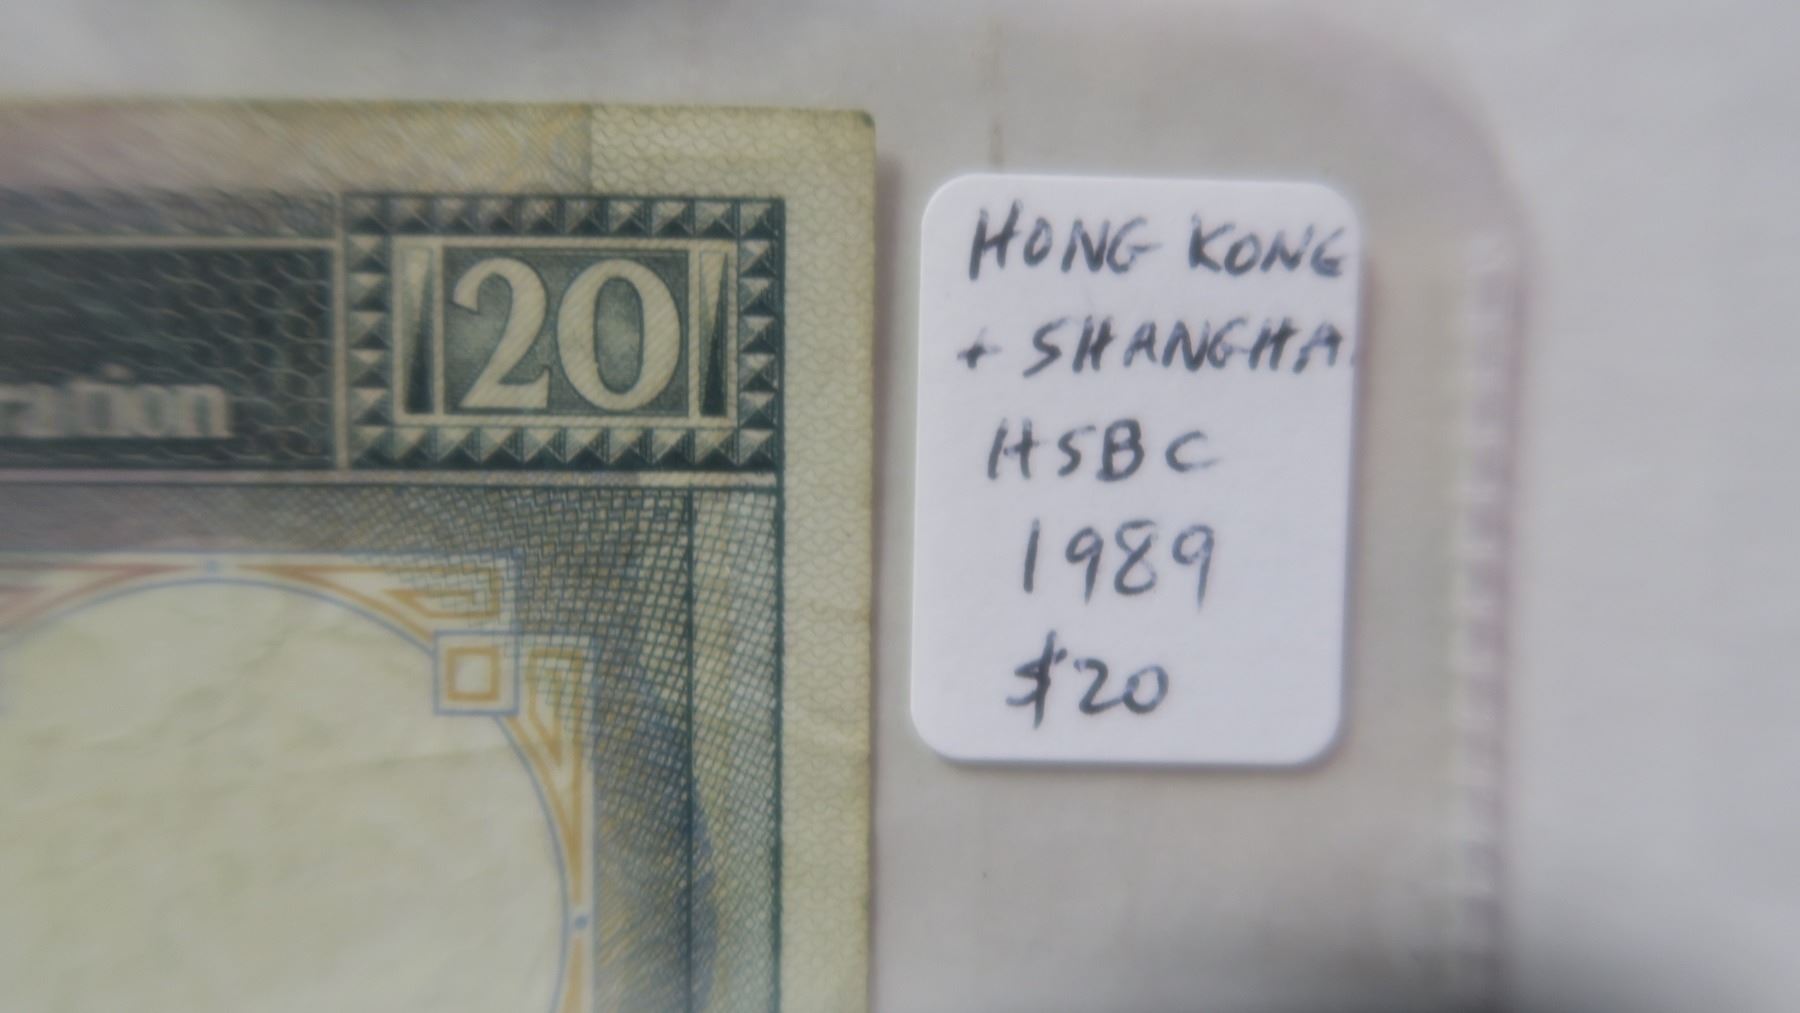 20
ration
HONG KONG
+ SHANGHA
HSBC
1989
$20